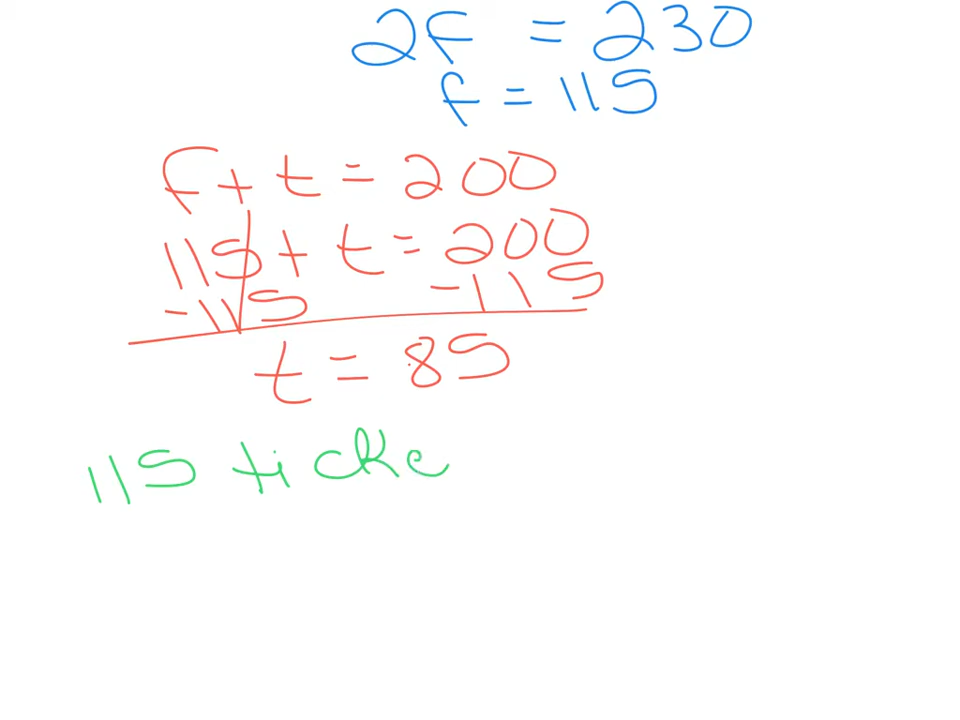 2f = 230
f = 115
f + t = 200
115 + t = 200
-115 -115
t = 85
115 ticke